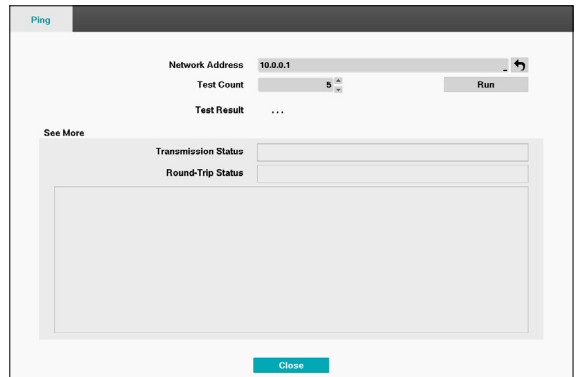 Ping
Network Address 10.0.0.1 _
Test Count 5 Run
Test Result ...
See More
Transmission Status
Round-Trip Status
Close